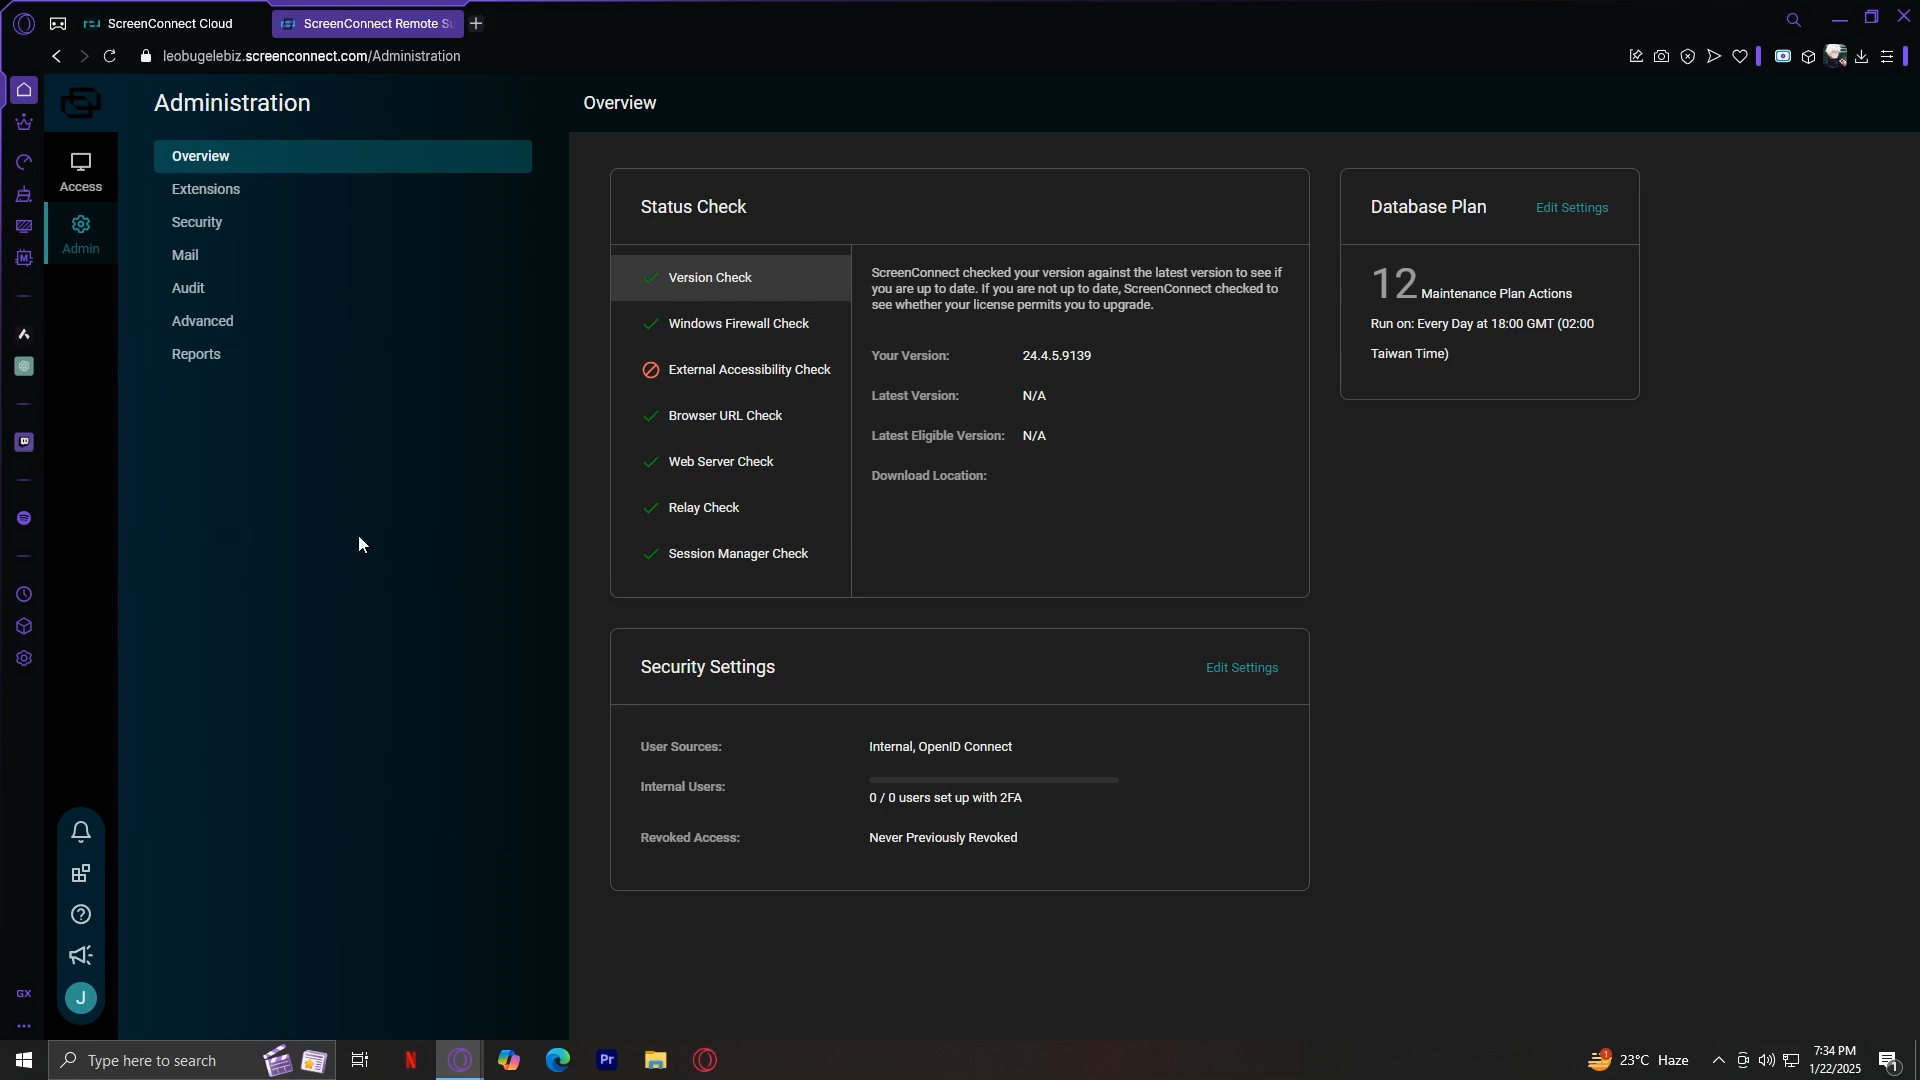 ScreenConnect Cloud
ScreenConnect Remote Su
leobugelebiz.screenconnect.com/Administration
Administration
Overview
Overview
Extensions
Security
Mail
Audit
Advanced
Reports
Access
Admin
Status Check
Version Check
Windows Firewall Check
External Accessibility Check
Browser URL Check
Web Server Check
Relay Check
Session Manager Check
ScreenConnect checked your version against the latest version to see if
you are up to date. If you are not up to date, ScreenConnect checked to
see whether your license permits you to upgrade.
Your Version: 24.4.5.9139
Latest Version: N/A
Latest Eligible Version: N/A
Download Location:
Database Plan Edit Settings
12 Maintenance Plan Actions
Run on: Every Day at 18:00 GMT (02:00
Taiwan Time)
Security Settings Edit Settings
User Sources: Internal, OpenID Connect
Internal Users:
0 / 0 users set up with 2FA
Revoked Access: Never Previously Revoked
J
GX
Type here to search
N
Pr
1
23°C Haze
7:34 PM
1/22/2025
1